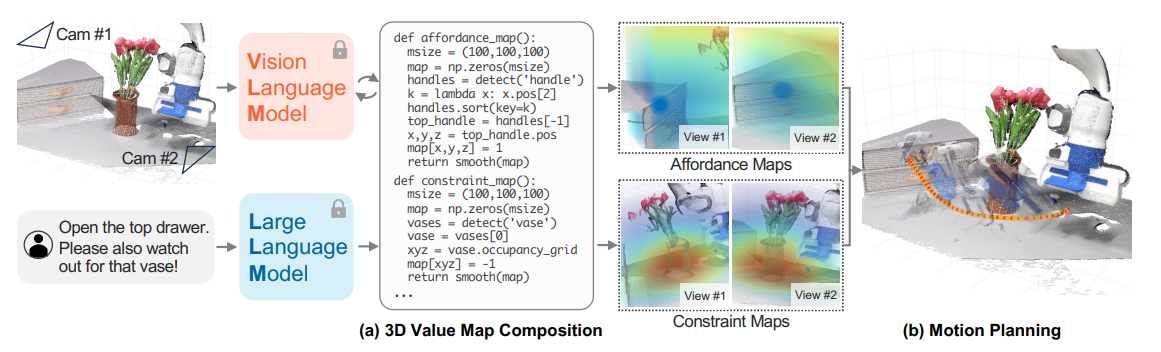 Cam #1
Cam #2
Vision
Language
Model
Open the top drawer.
Please also watch
out for that vase!
Large
Language
Model
def affordance_map():
  msize = (100,100,100)
  map = np.zeros(msize)
  handles = detect('handle')
  k = lambda x: x.pos[2]
  handles.sort(key=k)
  top_handle = handles[-1]
  x,y,z = top_handle.pos
  map[x,y,z] = 1
  return smooth(map)
def constraint_map():
  msize = (100,100,100)
  map = np.zeros(msize)
  vases = detect('vase')
  vase = vases[0]
  xyz = vase.occupancy_grid
  map[xyz] = -1
  return smooth(map)
...
View #1
View #2
Affordance Maps
View #1
View #2
Constraint Maps
(a) 3D Value Map Composition
(b) Motion Planning